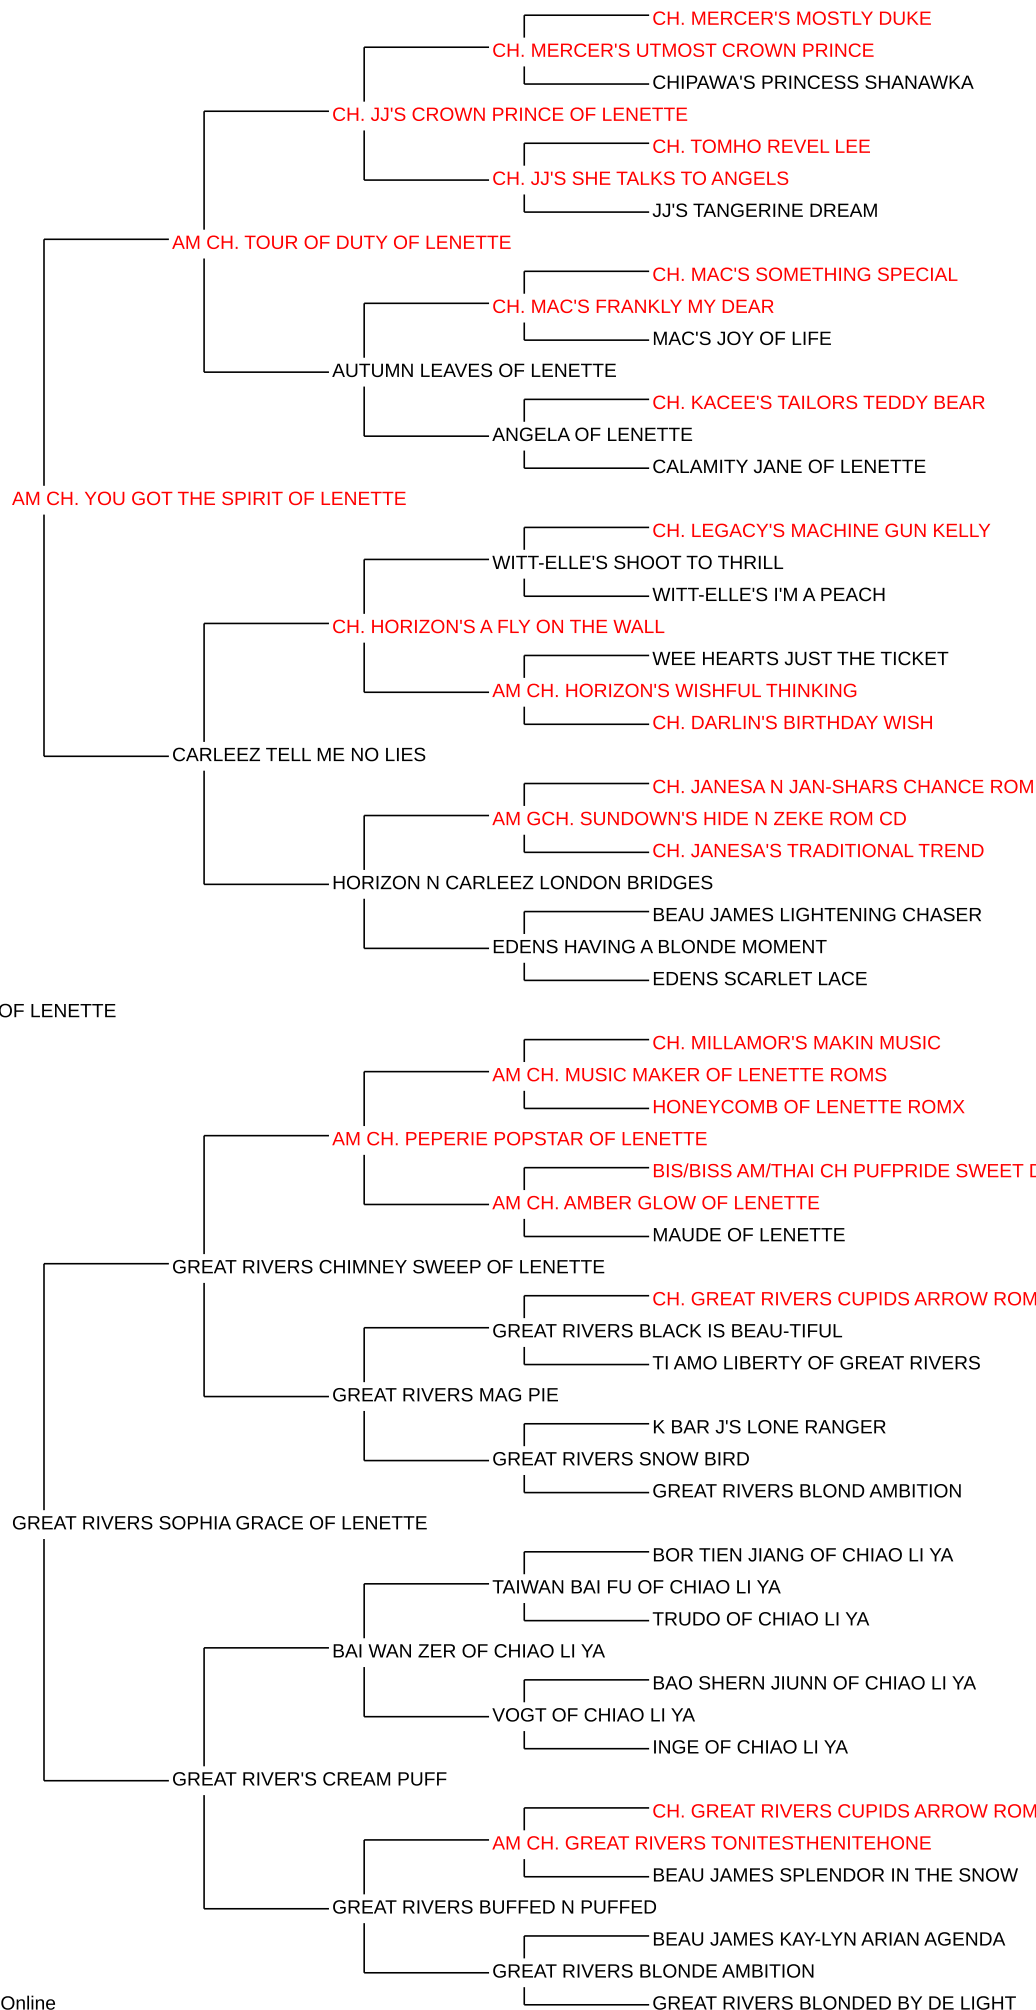 CH. MERCER'S MOSTLY DUKE
CH. MERCER'S UTMOST CROWN PRINCE
CHIPAWA'S PRINCESS SHANAWKA
CH. JJ'S CROWN PRINCE OF LENETTE
CH. TOMHO REVEL LEE
CH. JJ'S SHE TALKS TO ANGELS
JJ'S TANGERINE DREAM
AM CH. TOUR OF DUTY OF LENETTE
CH. MAC'S SOMETHING SPECIAL
CH. MAC'S FRANKLY MY DEAR
MAC'S JOY OF LIFE
AUTUMN LEAVES OF LENETTE
CH. KACEE'S TAILORS TEDDY BEAR
ANGELA OF LENETTE
CALAMITY JANE OF LENETTE
AM CH. YOU GOT THE SPIRIT OF LENETTE
CH. LEGACY'S MACHINE GUN KELLY
WITT-ELLE'S SHOOT TO THRILL
WITT-ELLE'S I'M A PEACH
CH. HORIZON'S A FLY ON THE WALL
WEE HEARTS JUST THE TICKET
AM CH. HORIZON'S WISHFUL THINKING
CH. DARLIN'S BIRTHDAY WISH
CARLEEZ TELL ME NO LIES
CH. JANESA N JAN-SHARS CHANCE ROM
AM GCH. SUNDOWN'S HIDE N ZEKE ROM CD
CH. JANESA'S TRADITIONAL TREND
HORIZON N CARLEEZ LONDON BRIDGES
BEAU JAMES LIGHTENING CHASER
EDENS HAVING A BLONDE MOMENT
EDENS SCARLET LACE
OF LENETTE
CH. MILLAMOR'S MAKIN MUSIC
AM CH. MUSIC MAKER OF LENETTE ROMS
HONEYCOMB OF LENETTE ROMX
AM CH. PEPERIE POPSTAR OF LENETTE
BIS/BISS AM/THAI CH PUFPRIDE SWEET D
AM CH. AMBER GLOW OF LENETTE
MAUDE OF LENETTE
GREAT RIVERS CHIMNEY SWEEP OF LENETTE
CH. GREAT RIVERS CUPIDS ARROW ROM
GREAT RIVERS BLACK IS BEAU-TIFUL
TI AMO LIBERTY OF GREAT RIVERS
GREAT RIVERS MAG PIE
K BAR J'S LONE RANGER
GREAT RIVERS SNOW BIRD
GREAT RIVERS BLOND AMBITION
GREAT RIVERS SOPHIA GRACE OF LENETTE
BOR TIEN JIANG OF CHIAO LI YA
TAIWAN BAI FU OF CHIAO LI YA
TRUDO OF CHIAO LI YA
BAI WAN ZER OF CHIAO LI YA
BAO SHERN JIUNN OF CHIAO LI YA
VOGT OF CHIAO LI YA
INGE OF CHIAO LI YA
GREAT RIVER'S CREAM PUFF
CH. GREAT RIVERS CUPIDS ARROW ROM
AM CH. GREAT RIVERS TONITESTHENITEHONE
BEAU JAMES SPLENDOR IN THE SNOW
GREAT RIVERS BUFFED N PUFFED
BEAU JAMES KAY-LYN ARIAN AGENDA
GREAT RIVERS BLONDE AMBITION
GREAT RIVERS BLONDED BY DE LIGHT
Online